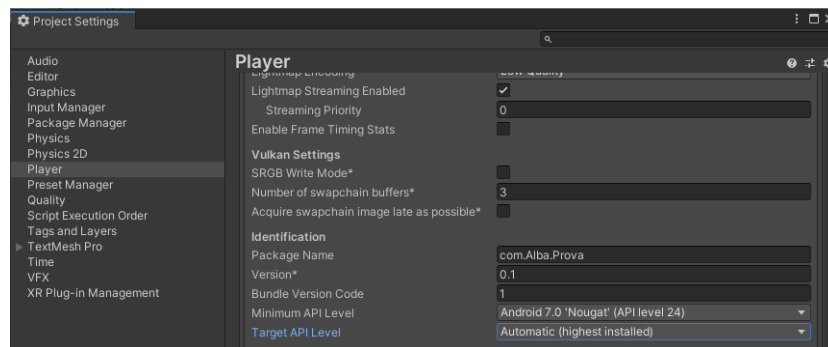 Project Settings
Audio
Editor
Graphics
Input Manager
Package Manager
Physics
Physics 2D
Player
Preset Manager
Quality
Script Execution Order
Tags and Layers
TextMesh Pro
Time
VFX
XR Plug-in Management
Player
Lightmap Encoding
Low Quality
Lightmap Streaming Enabled
Streaming Priority 0
Enable Frame Timing Stats
Vulkan Settings
SRGB Write Mode*
Number of swapchain buffers* 3
Acquire swapchain image late as possible*
Identification
Package Name com.Alba.Prova
Version* 0.1
Bundle Version Code 1
Minimum API Level Android 7.0 'Nougat' (API level 24)
Target API Level Automatic (highest installed)